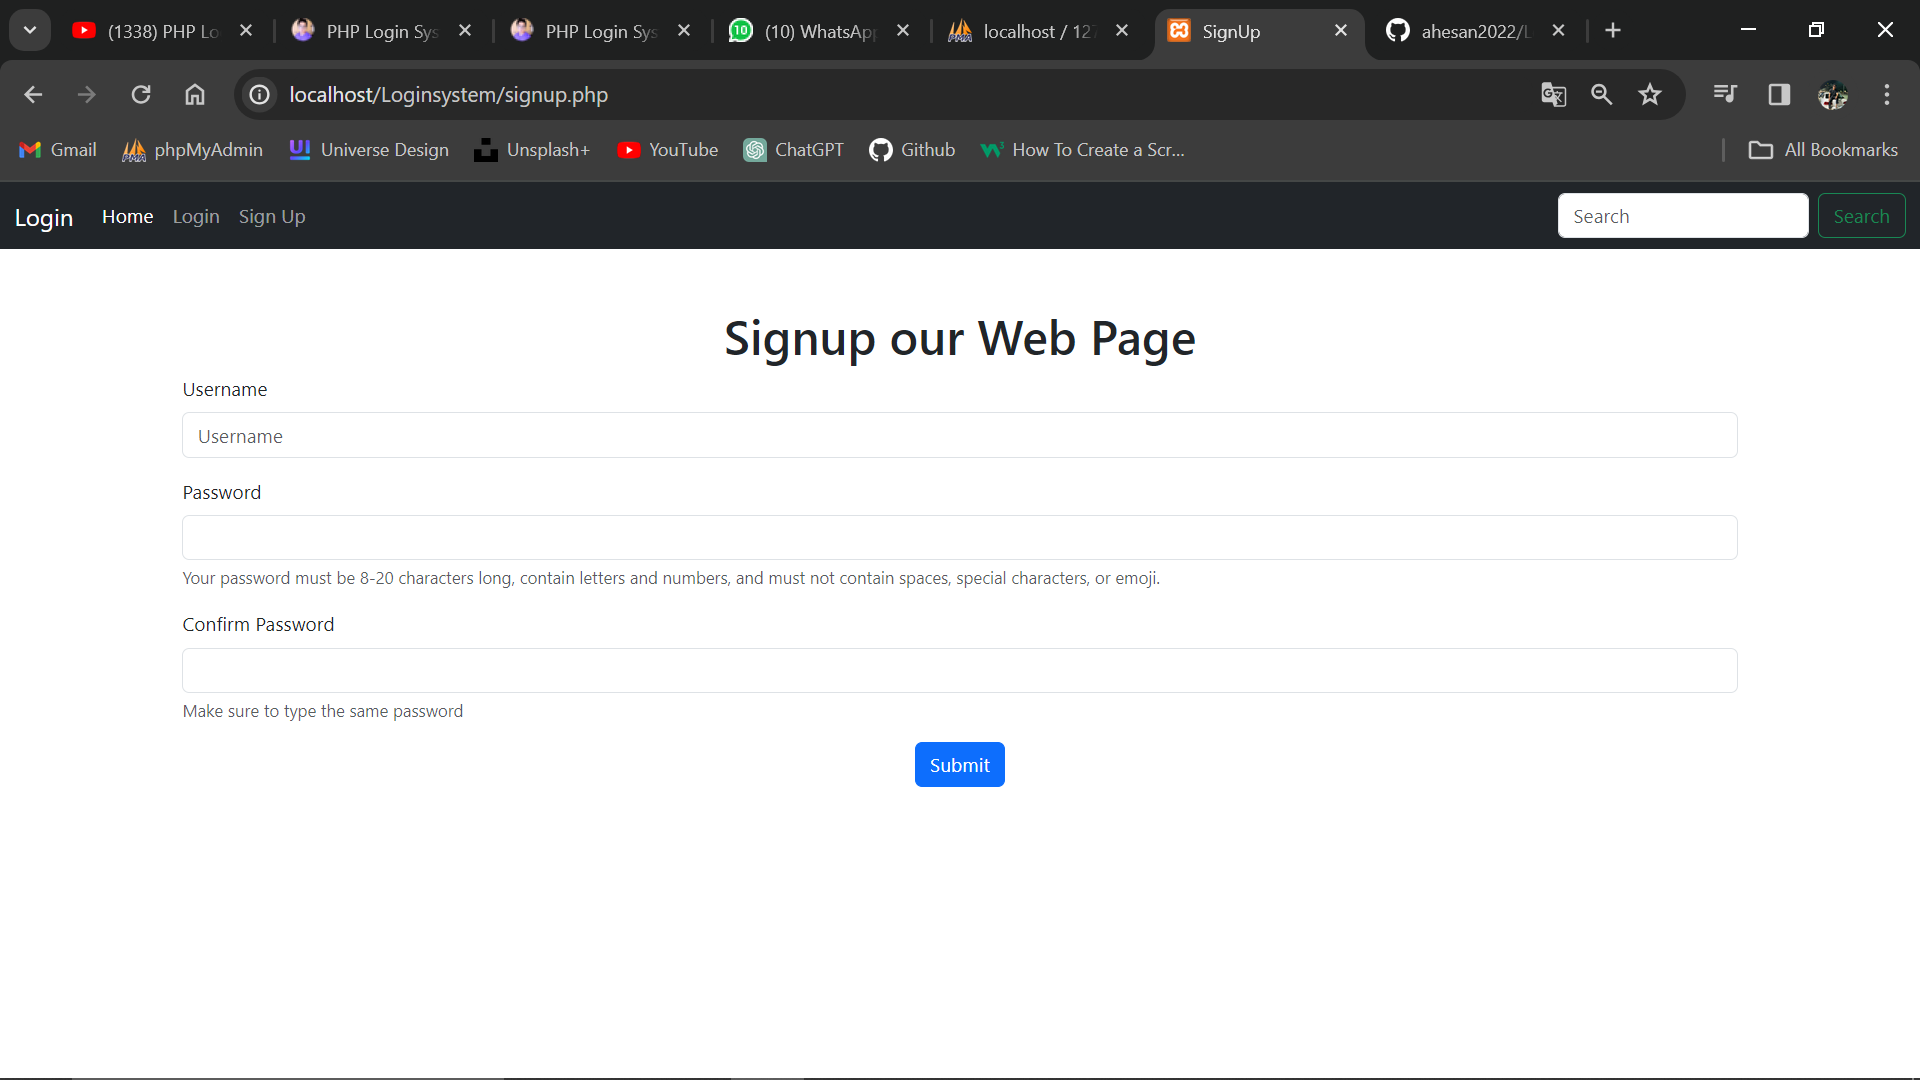 (1338) PHP Lo
PHP Login Sys
PHP Login Sys
10 (10) WhatsApp
localhost / 127
SignUp
ahesan2022/L
localhost/Loginsystem/signup.php
Gmail
phpMyAdmin
Universe Design
Unsplash+
YouTube
ChatGPT
Github
How To Create a Scr...
All Bookmarks
Login Home Login Sign Up Search Search
Signup our Web Page
Username
Username
Password
Your password must be 8-20 characters long, contain letters and numbers, and must not contain spaces, special characters, or emoji.
Confirm Password
Make sure to type the same password
Submit